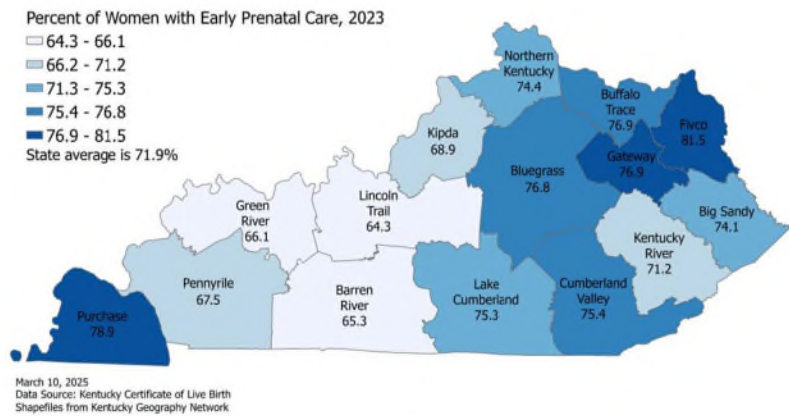 Percent of Women with Early Prenatal Care, 2023
64.3 - 66.1
66.2 - 71.2
71.3 - 75.3
75.4 - 76.8
76.9 - 81.5
State average is 71.9%
Northern
Kentucky
74.4
Buffalo
Trace
76.9
Fivco
81.5
Kipda
68.9
Gateway
76.9
Bluegrass
76.8
Big Sandy
74.1
Lincoln
Trail
64.3
Green
River
66.1
Kentucky
River
71.2
Pennyrile
67.5
Barren
River
65.3
Lake
Cumberland
75.3
Cumberland
Valley
75.4
Purchase
78.9
March 10, 2025
Data Source: Kentucky Certificate of Live Birth
Shapefiles from Kentucky Geography Network